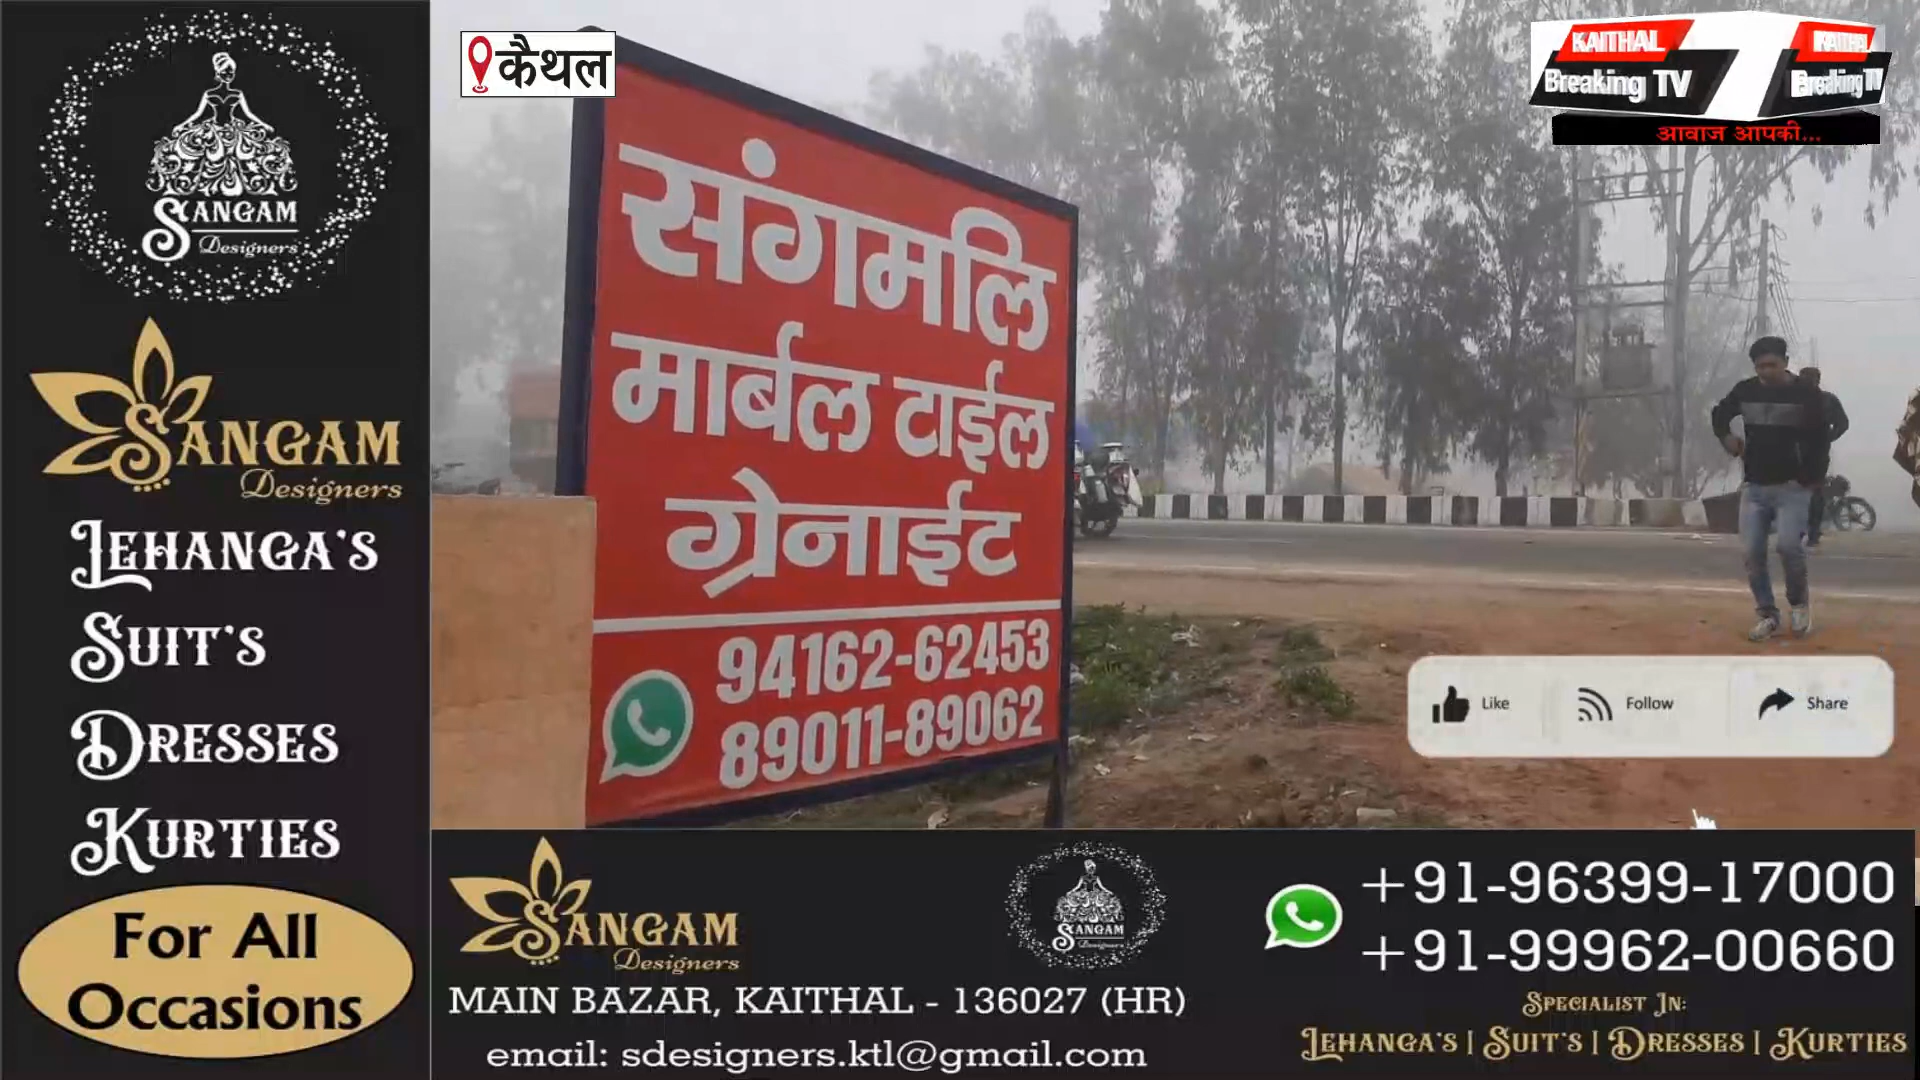 SANGAM
Designers
SANGAM
Designers
LEHANGA'S
SUIT'S
DRESSES
KURTIES
For All
Occasions
कैथल
संगमलि
मार्बल टाईल
ग्रेनाईट
94162-62453
89011-89062
KAITHAL
Breaking TV
KAITHAL
Breaking TV
आवाज आपकी...
Like
Follow
Share
SANGAM
Designers
SANGAM
Designers
MAIN BAZAR, KAITHAL - 136027 (HR)
email: sdesigners.ktl@gmail.com
+91-96399-17000
+91-99962-00660
SPECIALIST IN:
LEHANGA'S | SUIT'S | DRESSES | KURTIES